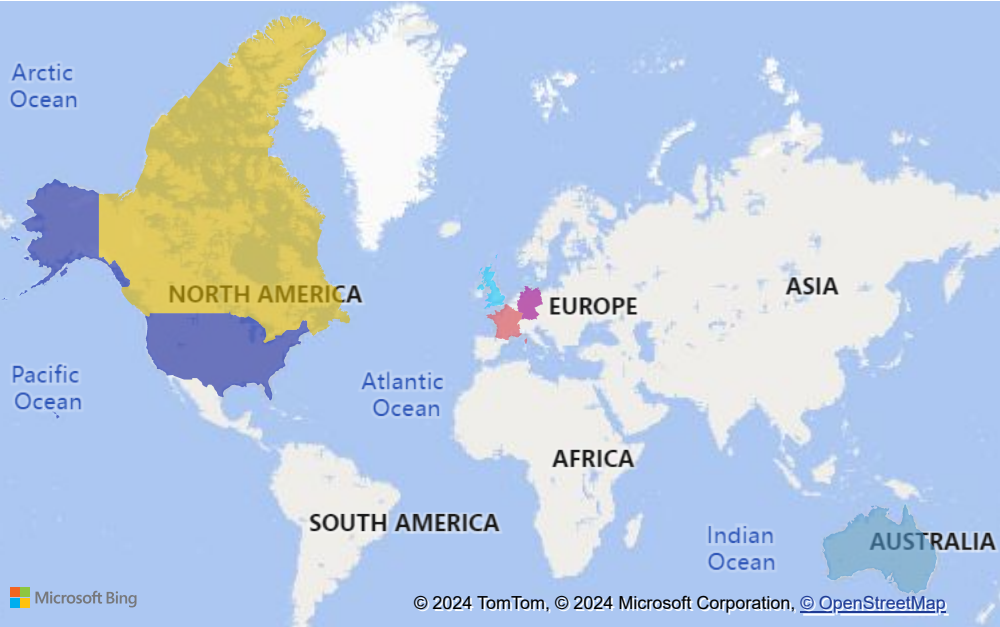 Arctic
Ocean
NORTH AMERICA
EUROPE
ASIA
Pacific
Ocean
Atlantic
Ocean
AFRICA
SOUTH AMERICA
Indian
Ocean
AUSTRALIA
Microsoft Bing
© 2024 TomTom, © 2024 Microsoft Corporation, © OpenStreetMap